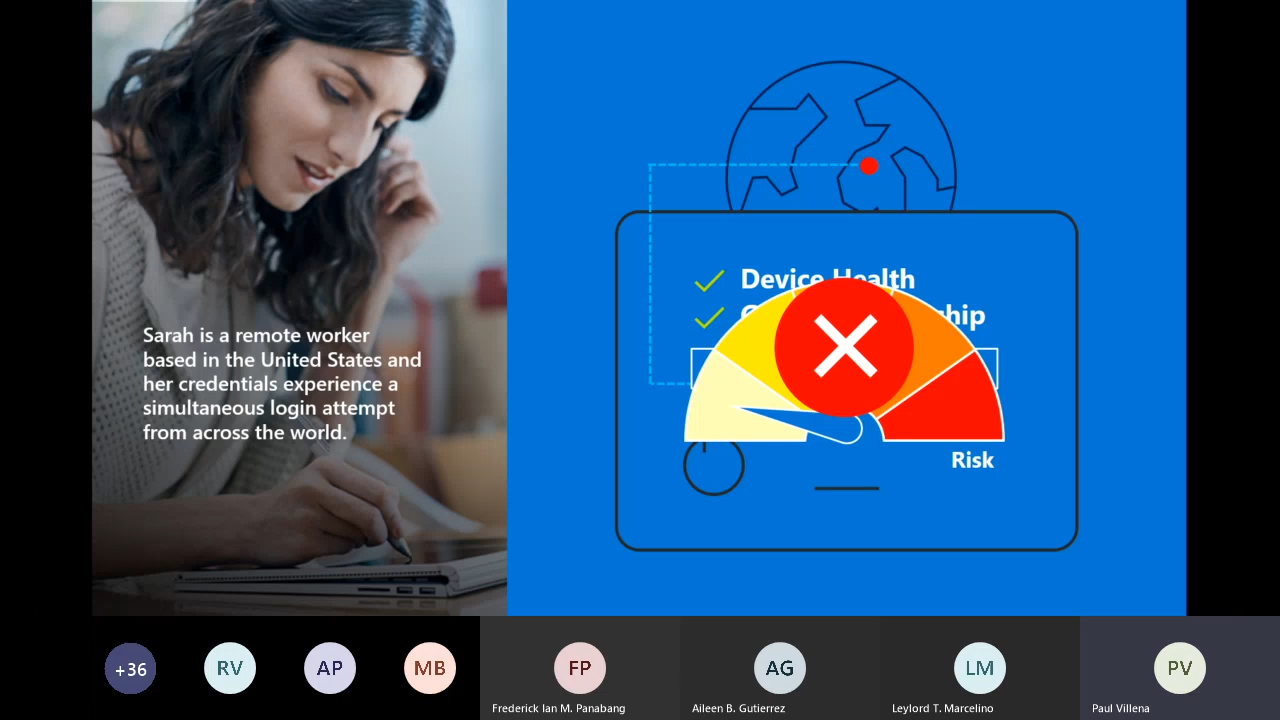 Sarah is a remote worker
based in the United States and
her credentials experience a
simultaneous login attempt
from across the world.
Device Health
Risk
+36
RV
AP
MB
FP
AG
LM
PV
Frederick Ian M. Panabang
Aileen B. Gutierrez
Leylord T. Marcelino
Paul Villena